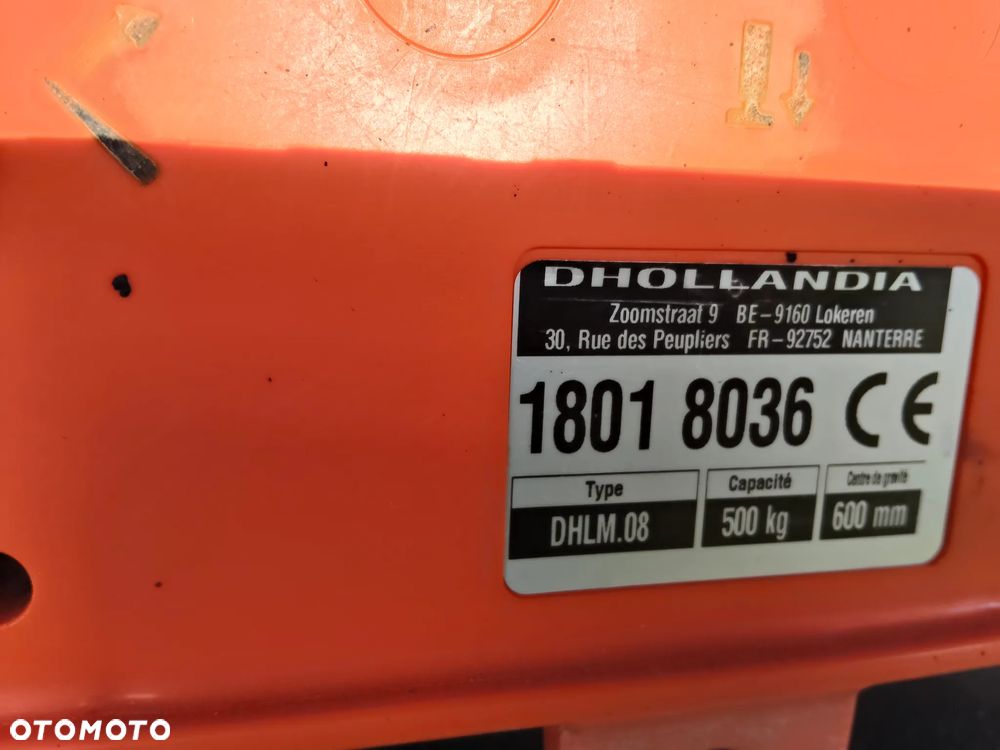 DHOLLANDIA
Zoomstraat 9 BE-9160 Lokeren
30, Rue des Peupliers FR-92752 NANTERRE
1801 8036 CE
Type Capacité Centre de gravité
DHLM.08 500 kg 600 mm
OTOMOTO